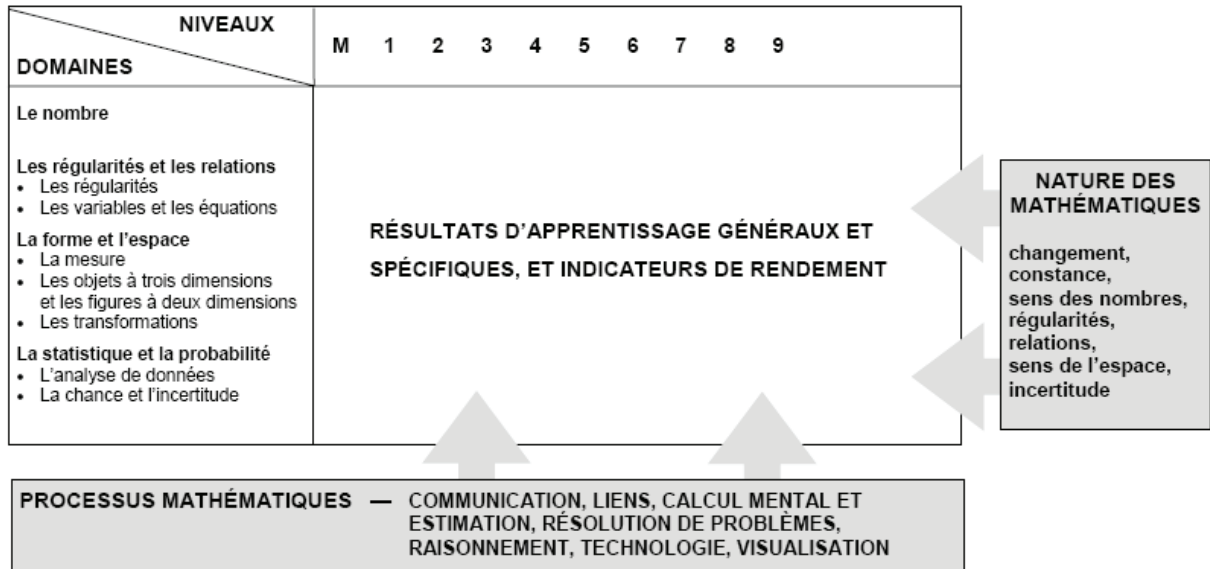 NIVEAUX
DOMAINES
M 1 2 3 4 5 6 7 8 9
Le nombre
Les régularités et les relations
• Les régularités
• Les variables et les équations
La forme et l'espace
• La mesure
• Les objets à trois dimensions
et les figures à deux dimensions
• Les transformations
La statistique et la probabilité
• L'analyse de données
• La chance et l'incertitude
RÉSULTATS D'APPRENTISSAGE GÉNÉRAUX ET
SPÉCIFIQUES, ET INDICATEURS DE RENDEMENT
NATURE DES
MATHÉMATIQUES
changement,
constance,
sens des nombres,
régularités,
relations,
sens de l'espace,
incertitude
PROCESSUS MATHÉMATIQUES — COMMUNICATION, LIENS, CALCUL MENTAL ET
ESTIMATION, RÉSOLUTION DE PROBLÈMES,
RAISONNEMENT, TECHNOLOGIE, VISUALISATION